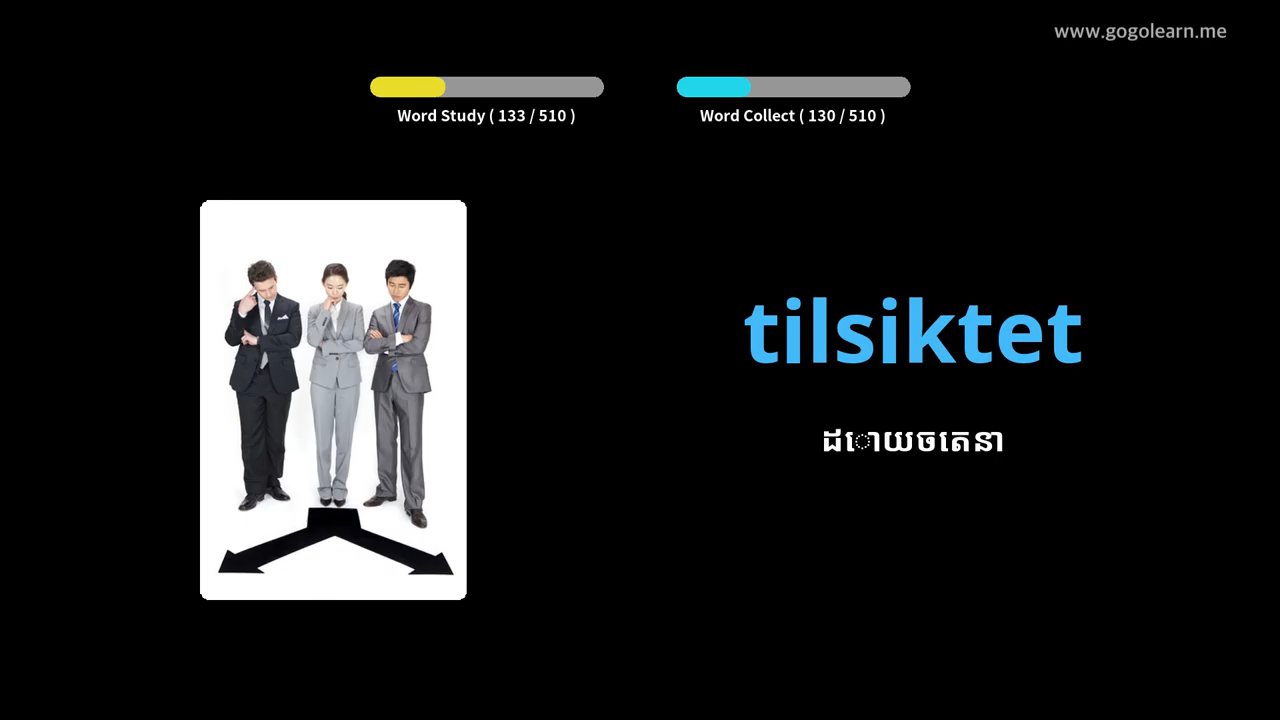 www.gogolearn.me
Word Study ( 133 / 510 )
Word Collect ( 130 / 510 )
tilsiktet
ដោយចតេនា